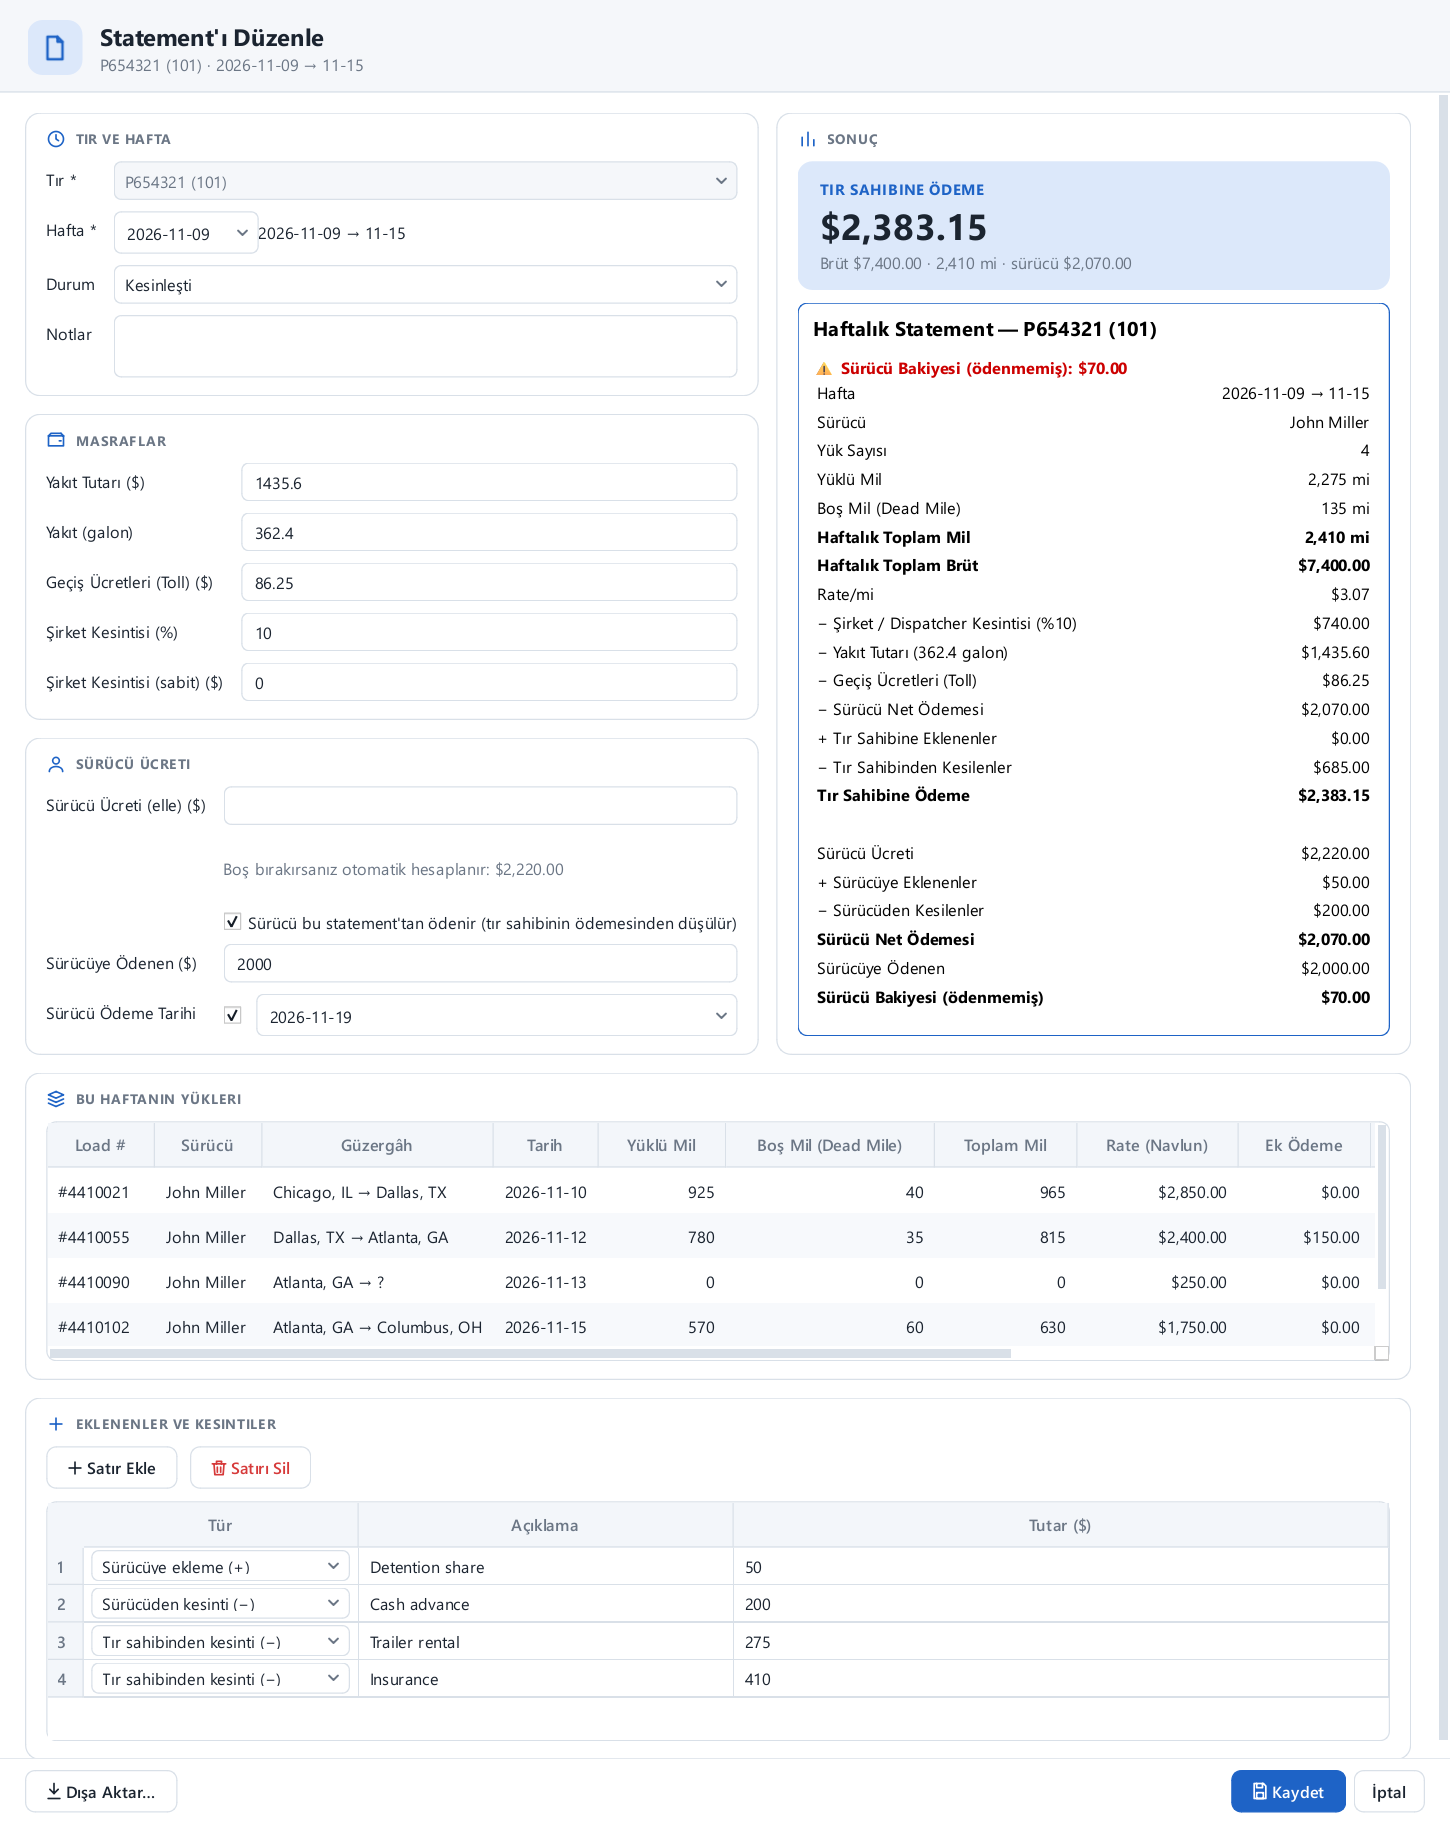 Statement'ı Düzenle
P654321 (101) · 2026-11-09 → 11-15
TIR VE HAFTA
Tır *
P654321 (101)
Hafta *
2026-11-09
2026-11-09 → 11-15
Durum
Kesinleşti
Notlar
MASRAFLAR
Yakıt Tutarı ($)
1435.6
Yakıt (galon)
362.4
Geçiş Ücretleri (Toll) ($)
86.25
Şirket Kesintisi (%)
10
Şirket Kesintisi (sabit) ($)
0
SÜRÜCÜ ÜCRETI
Sürücü Ücreti (elle) ($)
Boş bırakırsanız otomatik hesaplanır: $2,220.00
Sürücü bu statement'tan ödenir (tır sahibinin ödemesinden düşülür)
Sürücüye Ödenen ($)
2000
Sürücü Ödeme Tarihi
2026-11-19
SONUÇ
TIR SAHIBINE ÖDEME
$2,383.15
Brüt $7,400.00 · 2,410 mi · sürücü $2,070.00
Haftalık Statement — P654321 (101)
Sürücü Bakiyesi (ödenmemiş): $70.00
Hafta 2026-11-09 → 11-15
Sürücü John Miller
Yük Sayısı 4
Yüklü Mil 2,275 mi
Boş Mil (Dead Mile) 135 mi
Haftalık Toplam Mil 2,410 mi
Haftalık Toplam Brüt $7,400.00
Rate/mi $3.07
− Şirket / Dispatcher Kesintisi (%10) $740.00
− Yakıt Tutarı (362.4 galon) $1,435.60
− Geçiş Ücretleri (Toll) $86.25
− Sürücü Net Ödemesi $2,070.00
+ Tır Sahibine Eklenenler $0.00
− Tır Sahibinden Kesilenler $685.00
Tır Sahibine Ödeme $2,383.15
Sürücü Ücreti $2,220.00
+ Sürücüye Eklenenler $50.00
− Sürücüden Kesilenler $200.00
Sürücü Net Ödemesi $2,070.00
Sürücüye Ödenen $2,000.00
Sürücü Bakiyesi (ödenmemiş) $70.00
BU HAFTANIN YÜKLERI
Load # Sürücü Güzergâh Tarih Yüklü Mil Boş Mil (Dead Mile) Toplam Mil Rate (Navlun) Ek Ödeme
#4410021 John Miller Chicago, IL → Dallas, TX 2026-11-10 925 40 965 $2,850.00 $0.00
#4410055 John Miller Dallas, TX → Atlanta, GA 2026-11-12 780 35 815 $2,400.00 $150.00
#4410090 John Miller Atlanta, GA → ? 2026-11-13 0 0 0 $250.00 $0.00
#4410102 John Miller Atlanta, GA → Columbus, OH 2026-11-15 570 60 630 $1,750.00 $0.00
EKLENENLER VE KESINTILER
Satır Ekle
Satırı Sil
Tür Açıklama Tutar ($)
1 Sürücüye ekleme (+) Detention share 50
2 Sürücüden kesinti (−) Cash advance 200
3 Tır sahibinden kesinti (−) Trailer rental 275
4 Tır sahibinden kesinti (−) Insurance 410
Dışa Aktar...
Kaydet
İptal